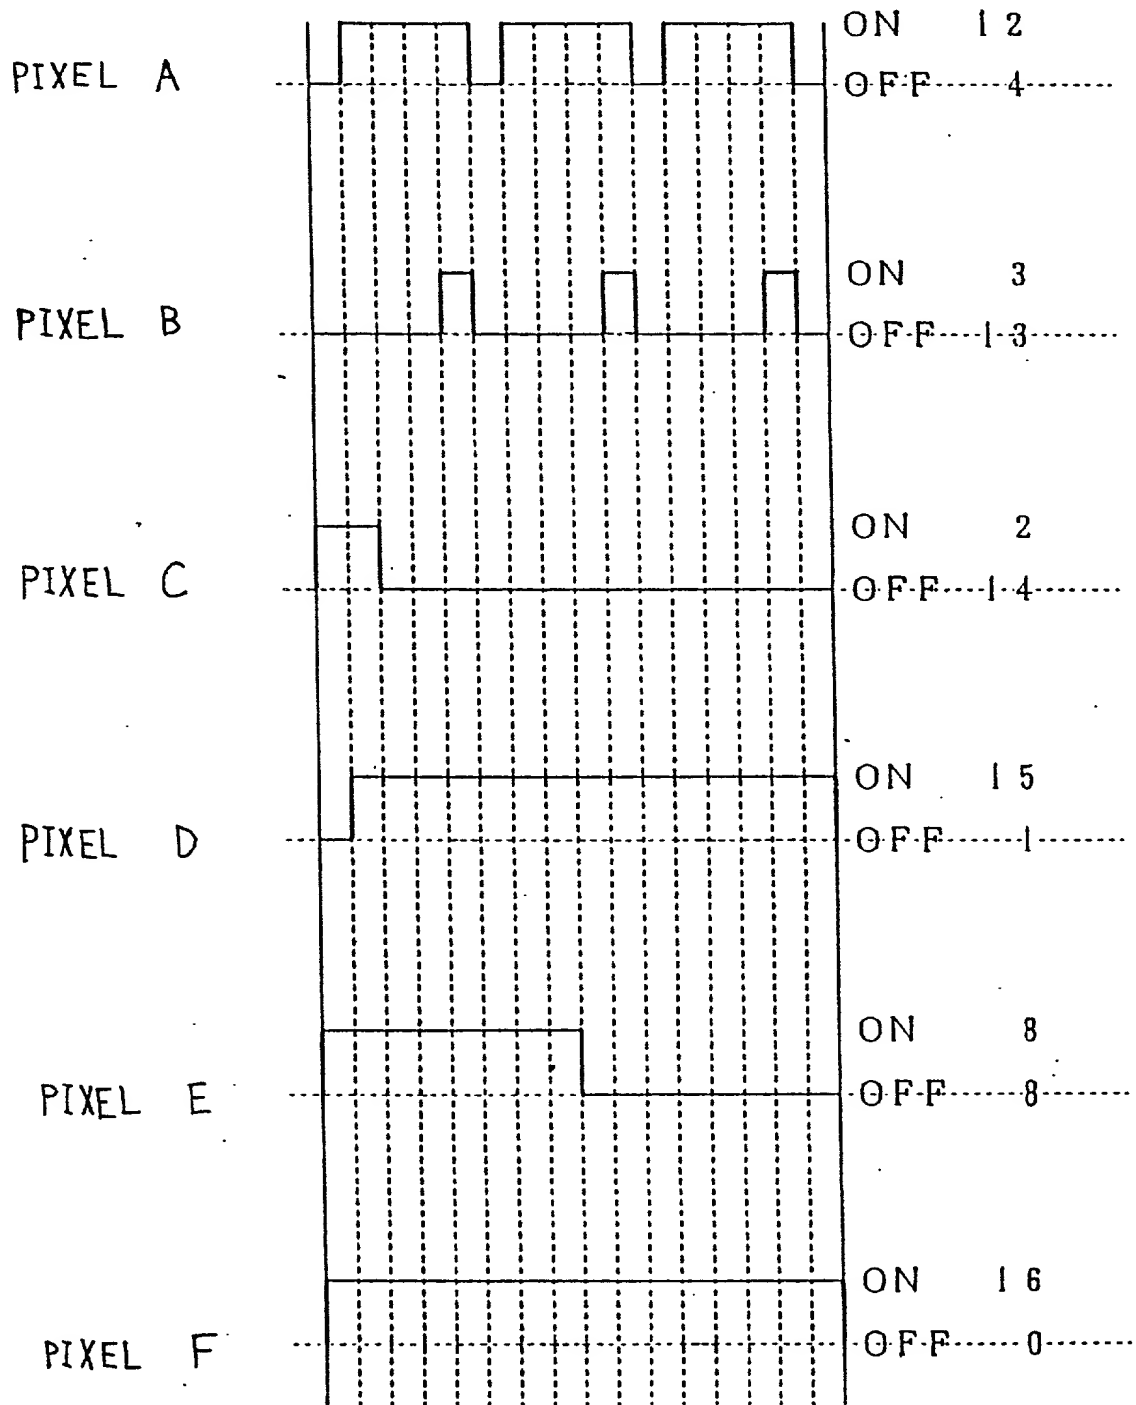 ON 12
PIXEL A
OFF 4
ON 3
PIXEL B
OFF 13
ON 2
PIXEL C
OFF 14
ON 15
PIXEL D
OFF 1
ON 8
PIXEL E
OFF 8
ON 16
PIXEL F
OFF 0